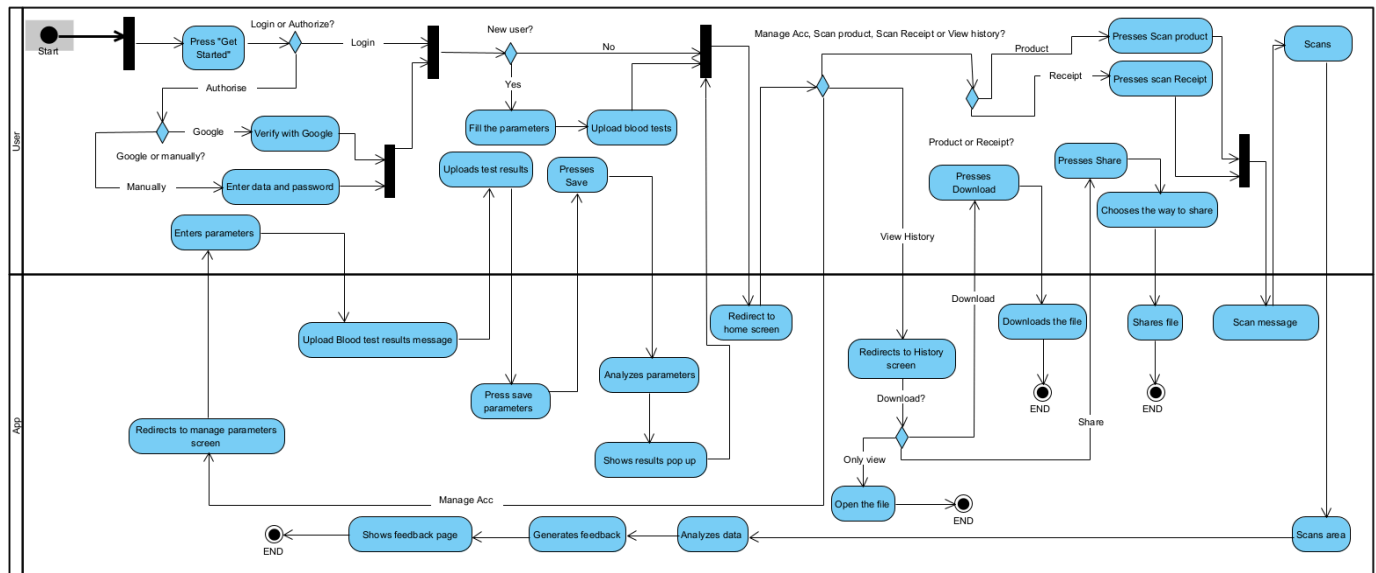 User
App
Start
Press "Get
Started"
Login or Authorize?
Login
Authorise
Google or manually?
Google
Verify with Google
Manually
Enter data and password
New user?
No
Yes
Fill the parameters
Upload blood tests
Manage Acc, Scan product, Scan Receipt or View history?
Product
Presses Scan product
Receipt
Presses scan Receipt
Product or Receipt?
Scans
Uploads test results
Presses
Save
Presses
Download
Presses Share
Chooses the way to share
Enters parameters
View History
Upload Blood test results message
Press save
parameters
Analyzes parameters
Shows results pop up
Redirect to
home screen
Redirects to History
screen
Download
Downloads the file
END
Shares file
END
Scan message
Download?
Share
Only view
Open the file
END
Redirects to manage parameters
screen
Manage Acc
END
Shows feedback page
Generates feedback
Analyzes data
Scans area